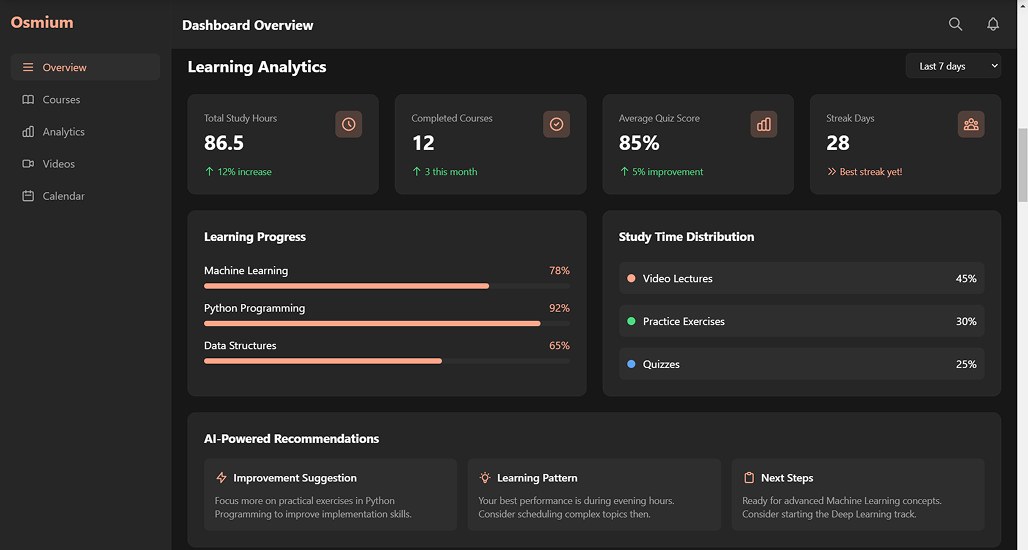 Osmium
Dashboard Overview
Overview
Courses
Analytics
Videos
Calendar
Learning Analytics
Last 7 days
Total Study Hours
86.5
12% increase
Completed Courses
12
3 this month
Average Quiz Score
85%
5% improvement
Streak Days
28
Best streak yet!
Learning Progress
Machine Learning 78%
Python Programming 92%
Data Structures 65%
Study Time Distribution
Video Lectures 45%
Practice Exercises 30%
Quizzes 25%
AI-Powered Recommendations
Improvement Suggestion
Focus more on practical exercises in Python
Programming to improve implementation skills.
Learning Pattern
Your best performance is during evening hours.
Consider scheduling complex topics then.
Next Steps
Ready for advanced Machine Learning concepts.
Consider starting the Deep Learning track.